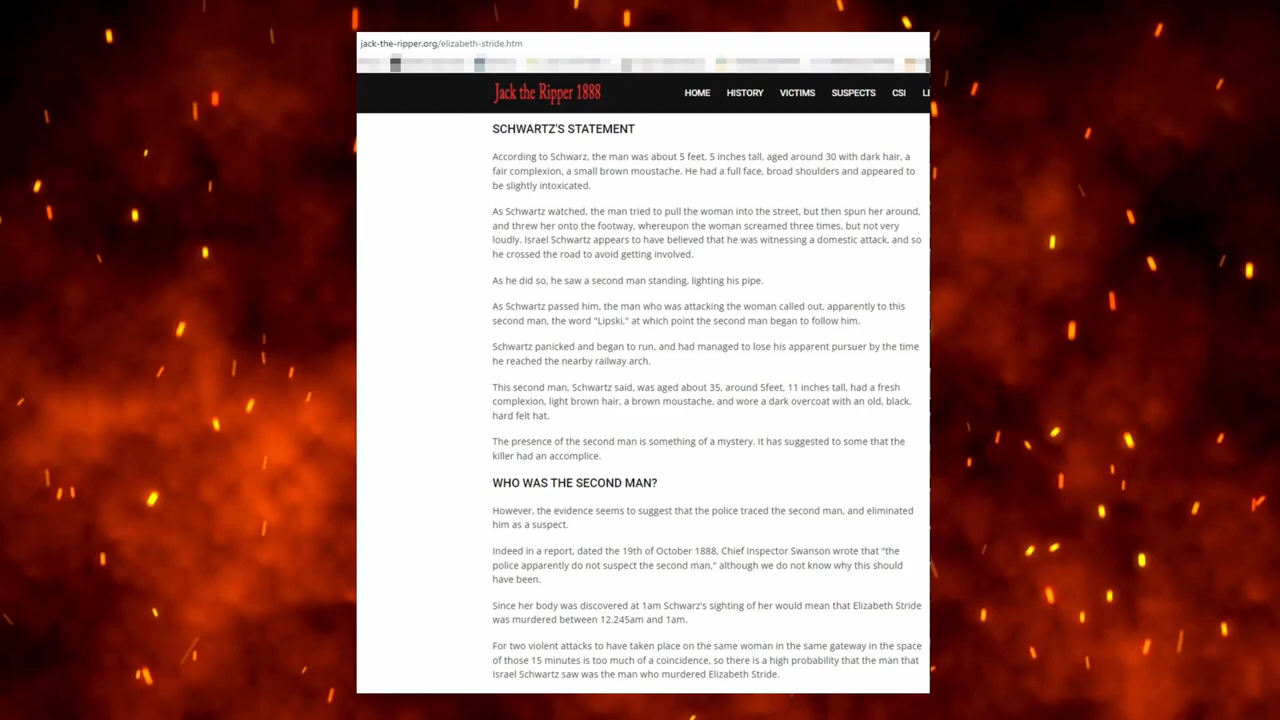 jack-the-ripper.org/elizabeth-stride.htm
Jack the Ripper 1888
HOME HISTORY VICTIMS SUSPECTS CSI
SCHWARTZ'S STATEMENT
According to Schwarz, the man was about 5 feet, 5 inches tall, aged around 30 with dark hair, a
fair complexion, a small brown moustache. He had a full face, broad shoulders and appeared to
be slightly intoxicated.
As Schwartz watched, the man tried to pull the woman into the street, but then spun her around,
and threw her onto the footway, whereupon the woman screamed three times, but not very
loudly. Israel Schwartz appears to have believed that he was witnessing a domestic attack, and so
he crossed the road to avoid getting involved.
As he did so, he saw a second man standing, lighting his pipe.
As Schwartz passed him, the man who was attacking the woman called out, apparently to this
second man, the word "Lipski," at which point the second man began to follow him.
Schwartz panicked and began to run, and had managed to lose his apparent pursuer by the time
he reached the nearby railway arch.
This second man, Schwartz said, was aged about 35, around 5feet, 11 inches tall, had a fresh
complexion, light brown hair, a brown moustache, and wore a dark overcoat with an old, black,
hard felt hat.
The presence of the second man is something of a mystery. It has suggested to some that the
killer had an accomplice.
WHO WAS THE SECOND MAN?
However, the evidence seems to suggest that the police traced the second man, and eliminated
him as a suspect.
Indeed in a report, dated the 19th of October 1888, Chief Inspector Swanson wrote that "the
police apparently do not suspect the second man," although we do not know why this should
have been.
Since her body was discovered at 1am Schwarz's sighting of her would mean that Elizabeth Stride
was murdered between 12.245am and 1am.
For two violent attacks to have taken place on the same woman in the same gateway in the space
of those 15 minutes is too much of a coincidence, so there is a high probability that the man that
Israel Schwartz saw was the man who murdered Elizabeth Stride.